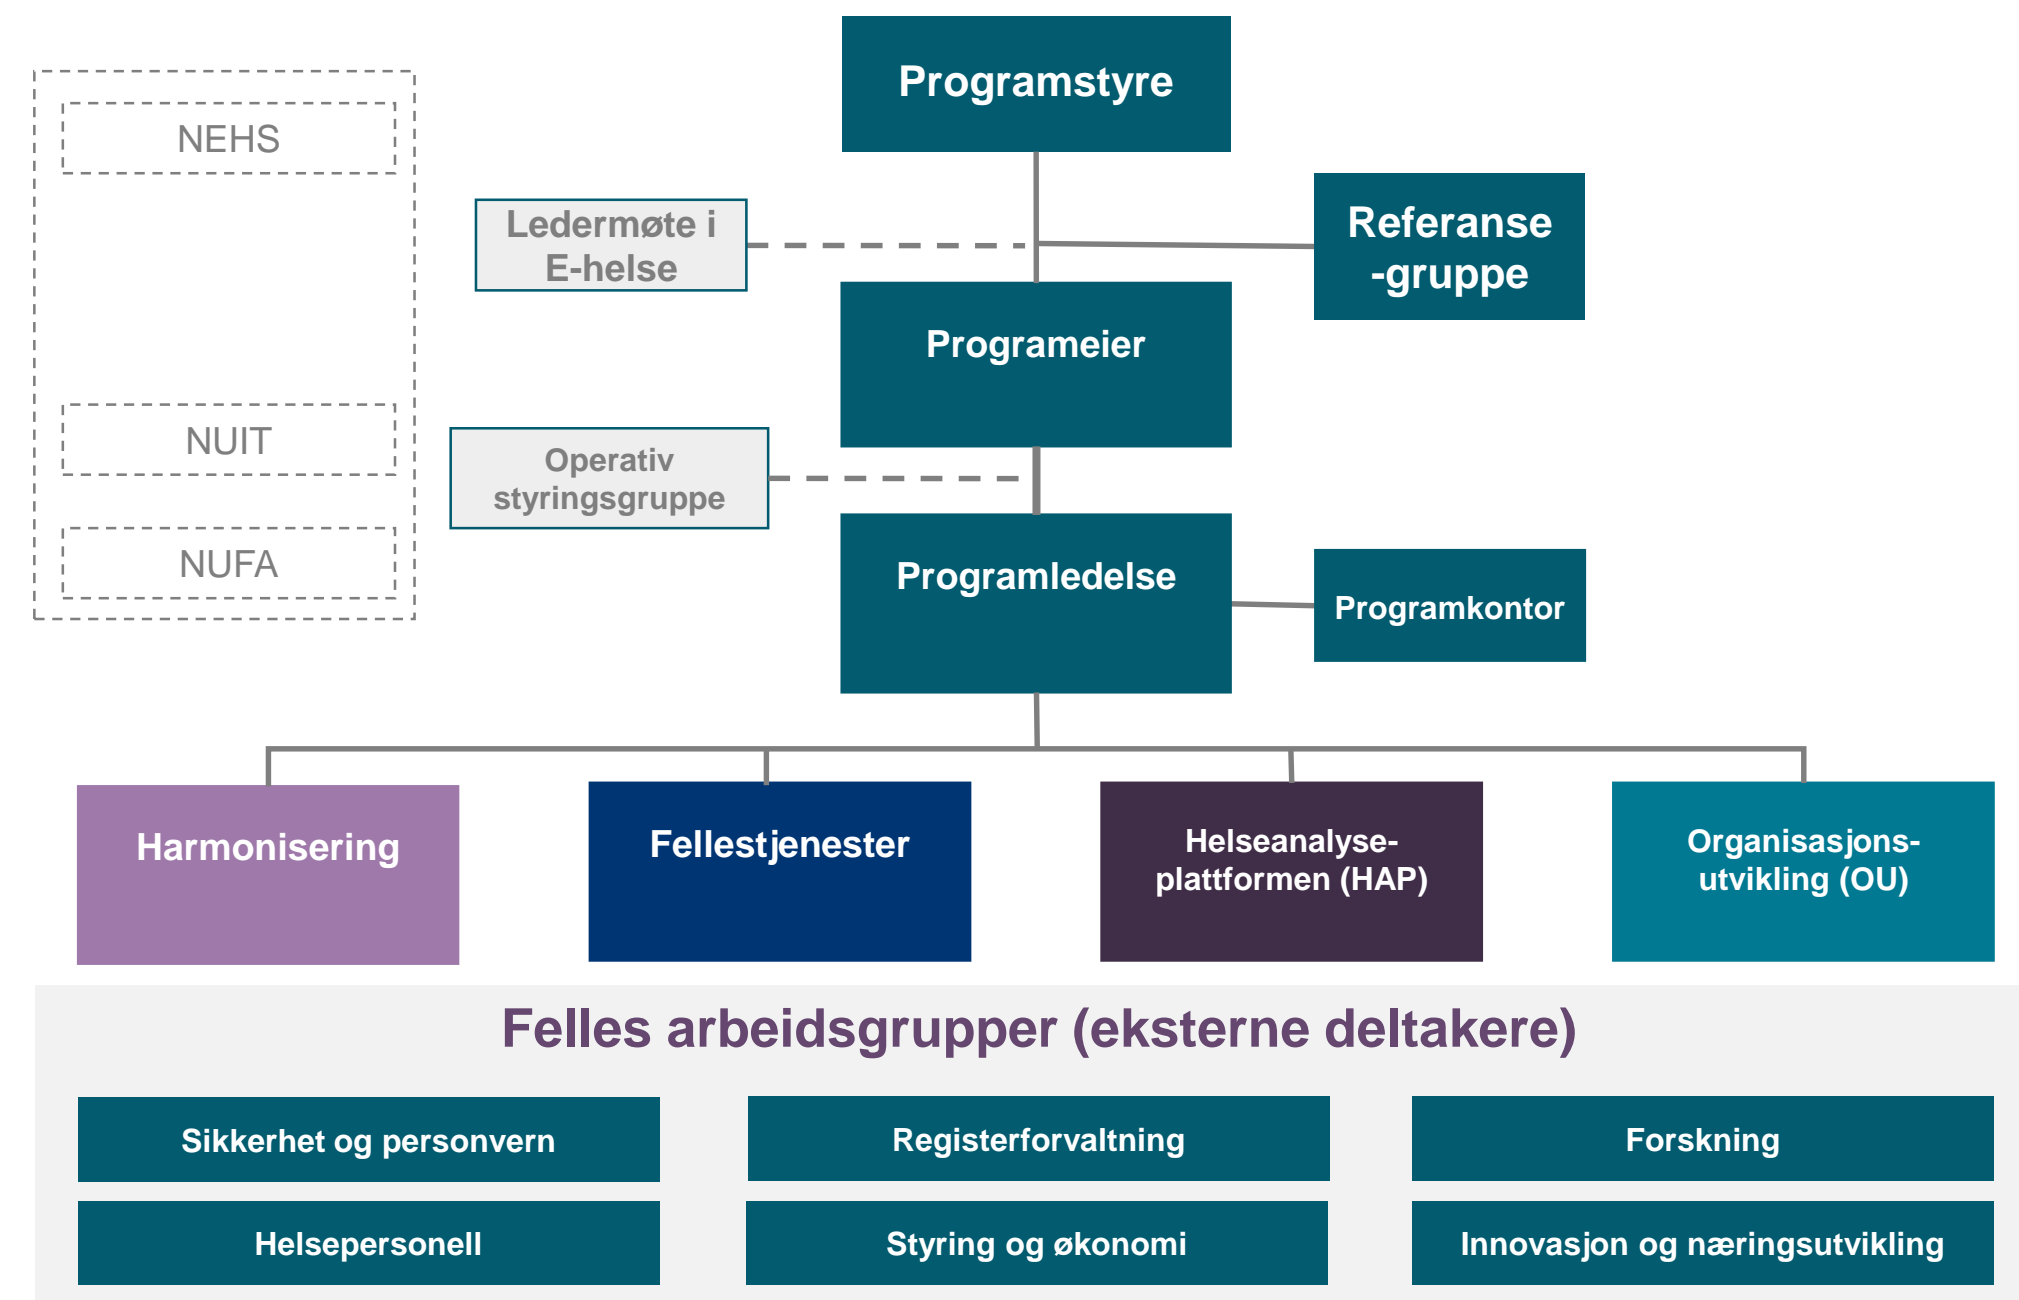 Programstyre
NEHS
Ledermøte i
E-helse
Referanse
-gruppe
Programeier
NUIT
Operativ
styringsgruppe
NUFA
Programledelse
Programkontor
Harmonisering
Fellestjenester
Helseanalyse-
plattformen (HAP)
Organisasjons-
utvikling (OU)
Felles arbeidsgrupper (eksterne deltakere)
Sikkerhet og personvern
Registerforvaltning
Forskning
Helsepersonell
Styring og økonomi
Innovasjon og næringsutvikling